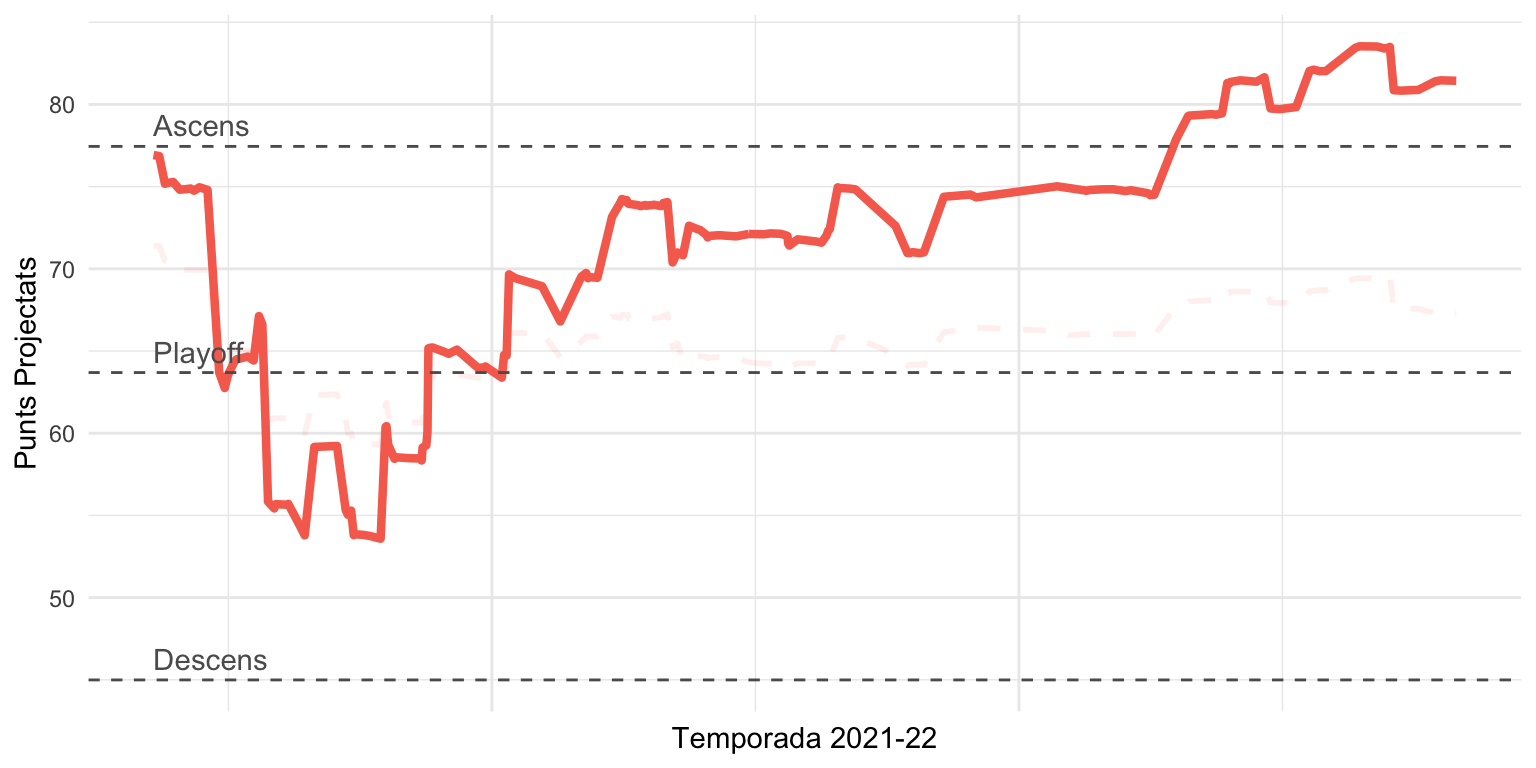 80
Ascens
70
Playoff
60
50
Descens
Punts Projectats
Temporada 2021-22